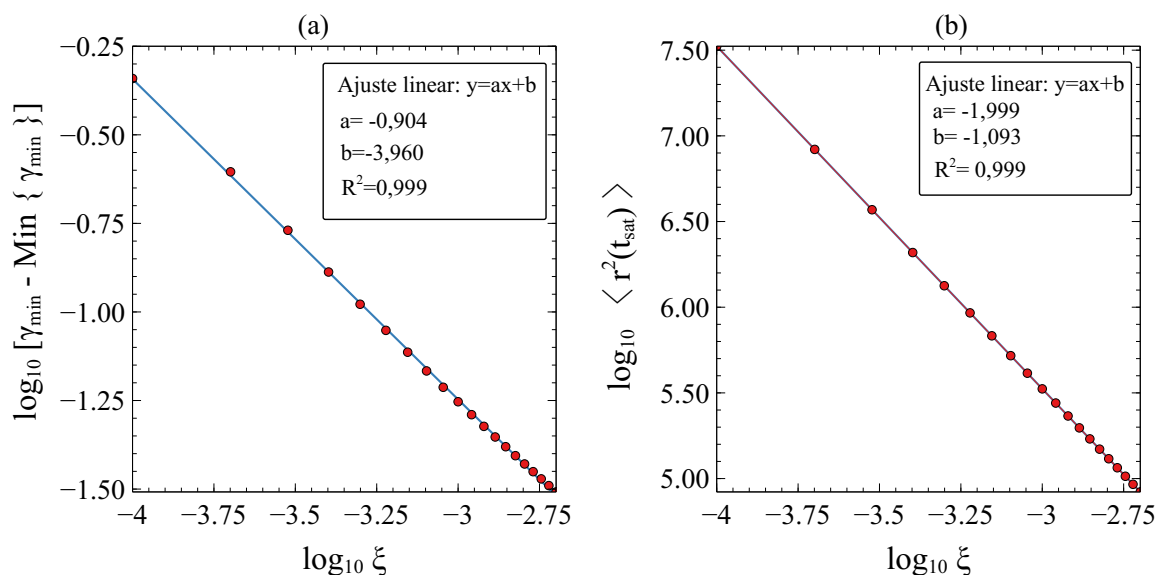 (a)
−0.25
−0.50
−0.75
−1.00
−1.25
−1.50
log₁₀ [γmin - Min { γmin }]
Ajuste linear: y=ax+b
a= -0,904
b=-3,960
R²=0,999
−4
−3.75
−3.5
−3.25
−3
−2.75
log₁₀ ξ
(b)
7.50
7.00
6.50
6.00
5.50
5.00
log₁₀ 〈 r²(tsat) 〉
Ajuste linear: y=ax+b
a= -1,999
b= -1,093
R²= 0,999
−4
−3.75
−3.5
−3.25
−3
−2.75
log₁₀ ξ